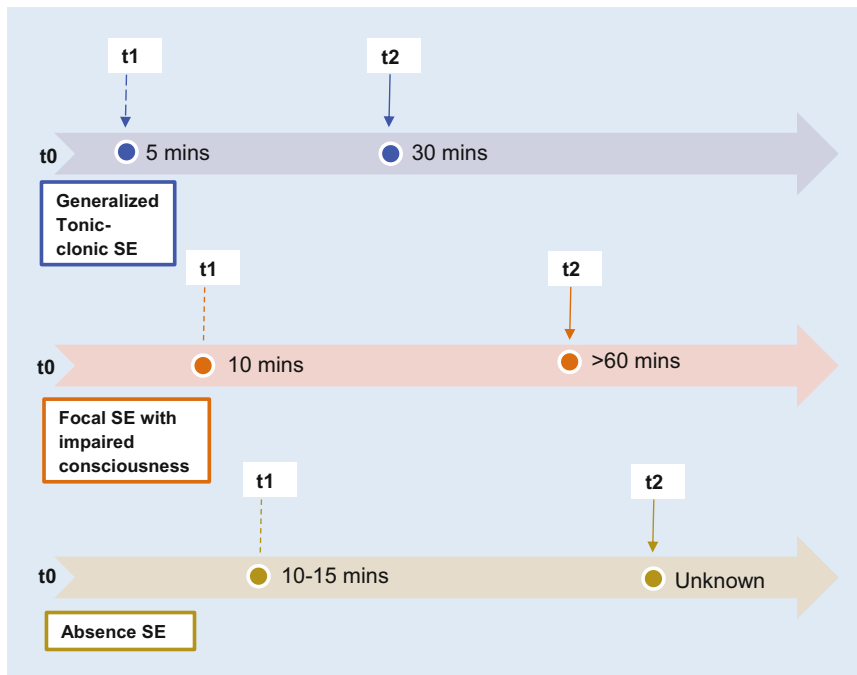 t1
t2
t0
5 mins
30 mins
Generalized
Tonic-
clonic SE
t1
t2
t0
10 mins
>60 mins
Focal SE with
impaired
consciousness
t1
t2
t0
10-15 mins
Unknown
Absence SE